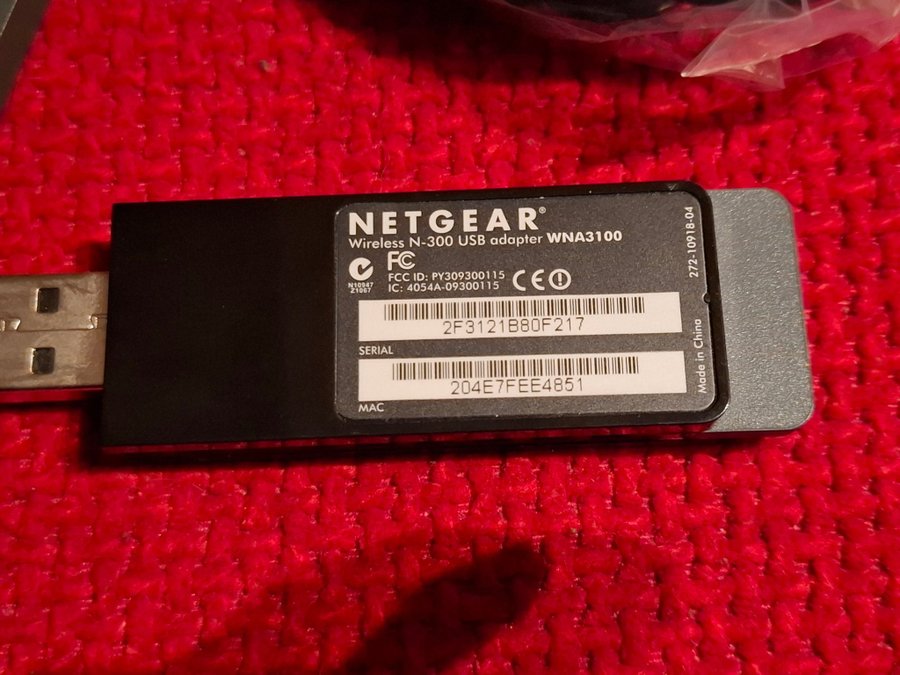 NETGEAR®
Wireless N-300 USB adapter WNA3100
FC
N10947
Z1067
FCC ID: PY309300115
IC: 4054A-09300115
CE
2F3121B80F217
SERIAL
204E7FEE4851
MAC
272-10918-04
Made in China